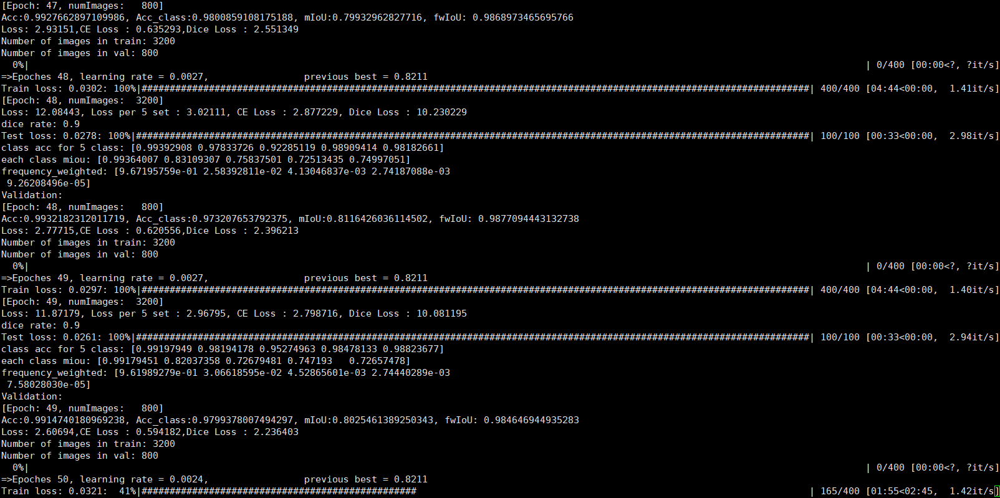 [Epoch: 47, numImages:   800]
Acc:0.9927662897109986, Acc_class:0.9800859108175188, mIoU:0.79932962827716, fwIoU: 0.9868973465695766
Loss: 2.93151,CE Loss : 0.635293,Dice Loss : 2.551349
Number of images in train: 3200
Number of images in val: 800
  0%| | 0/400 [00:00<?, ?it/s]
=>Epoches 48, learning rate = 0.0027,                 previous best = 0.8211
Train loss: 0.0302: 100%|#######################################################################################################################| 400/400 [04:44<00:00,  1.41it/s]
[Epoch: 48, numImages:  3200]
Loss: 12.08443, Loss per 5 set : 3.02111, CE Loss : 2.877229, Dice Loss : 10.230229
dice rate: 0.9
Test loss: 0.0278: 100%|########################################################################################################################| 100/100 [00:33<00:00,  2.98it/s]
class acc for 5 class: [0.99392908 0.97833726 0.92285119 0.98909414 0.98182661]
each class miou: [0.99364007 0.83109307 0.75837501 0.72513435 0.74997051]
frequency_weighted: [9.67195759e-01 2.58392811e-02 4.13046837e-03 2.74187088e-03
 9.26208496e-05]
Validation:
[Epoch: 48, numImages:   800]
Acc:0.9932182312011719, Acc_class:0.973207653792375, mIoU:0.8116426036114502, fwIoU: 0.9877094443132738
Loss: 2.77715,CE Loss : 0.620556,Dice Loss : 2.396213
Number of images in train: 3200
Number of images in val: 800
  0%| | 0/400 [00:00<?, ?it/s]
=>Epoches 49, learning rate = 0.0027,                 previous best = 0.8211
Train loss: 0.0297: 100%|#######################################################################################################################| 400/400 [04:44<00:00,  1.40it/s]
[Epoch: 49, numImages:  3200]
Loss: 11.87179, Loss per 5 set : 2.96795, CE Loss : 2.798716, Dice Loss : 10.081195
dice rate: 0.9
Test loss: 0.0261: 100%|########################################################################################################################| 100/100 [00:33<00:00,  2.94it/s]
class acc for 5 class: [0.99197949 0.98194178 0.95274963 0.98478133 0.98823677]
each class miou: [0.99179451 0.82037358 0.72679481 0.747193   0.72657478]
frequency_weighted: [9.61989279e-01 3.06618595e-02 4.52865601e-03 2.74440289e-03
 7.58028030e-05]
Validation:
[Epoch: 49, numImages:   800]
Acc:0.9914740180969238, Acc_class:0.9799378007494297, mIoU:0.8025461389250343, fwIoU: 0.984646944935283
Loss: 2.60694,CE Loss : 0.594182,Dice Loss : 2.236403
Number of images in train: 3200
Number of images in val: 800
  0%| | 0/400 [00:00<?, ?it/s]
=>Epoches 50, learning rate = 0.0024,                 previous best = 0.8211
Train loss: 0.0321:  41%|################################################# | 165/400 [01:55<02:45,  1.42it/s]